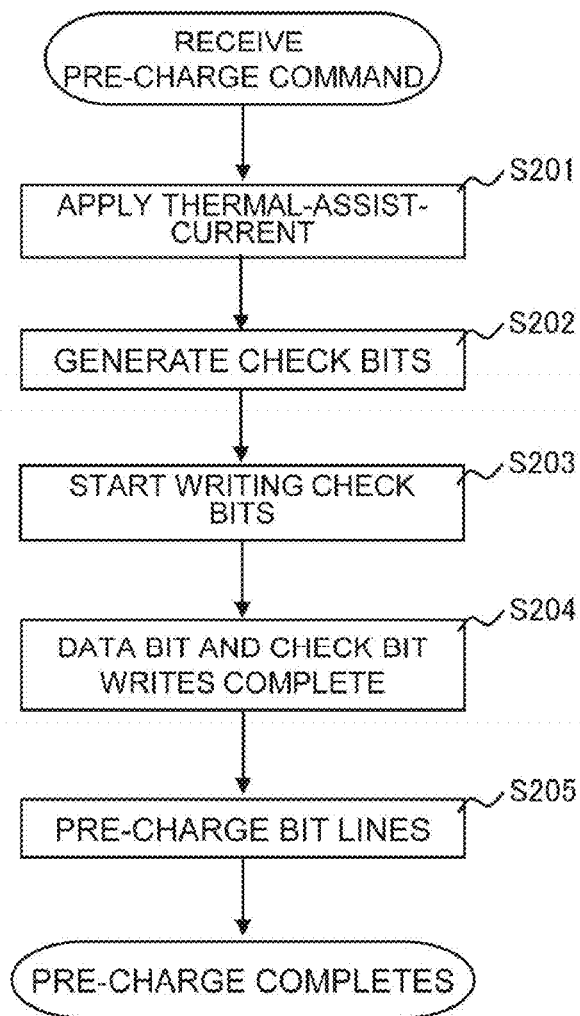 RECEIVE
PRE-CHARGE COMMAND
S201
APPLY THERMAL-ASSIST-
CURRENT
S202
GENERATE CHECK BITS
S203
START WRITING CHECK
BITS
S204
DATA BIT AND CHECK BIT
WRITES COMPLETE
S205
PRE-CHARGE BIT LINES
PRE-CHARGE COMPLETES